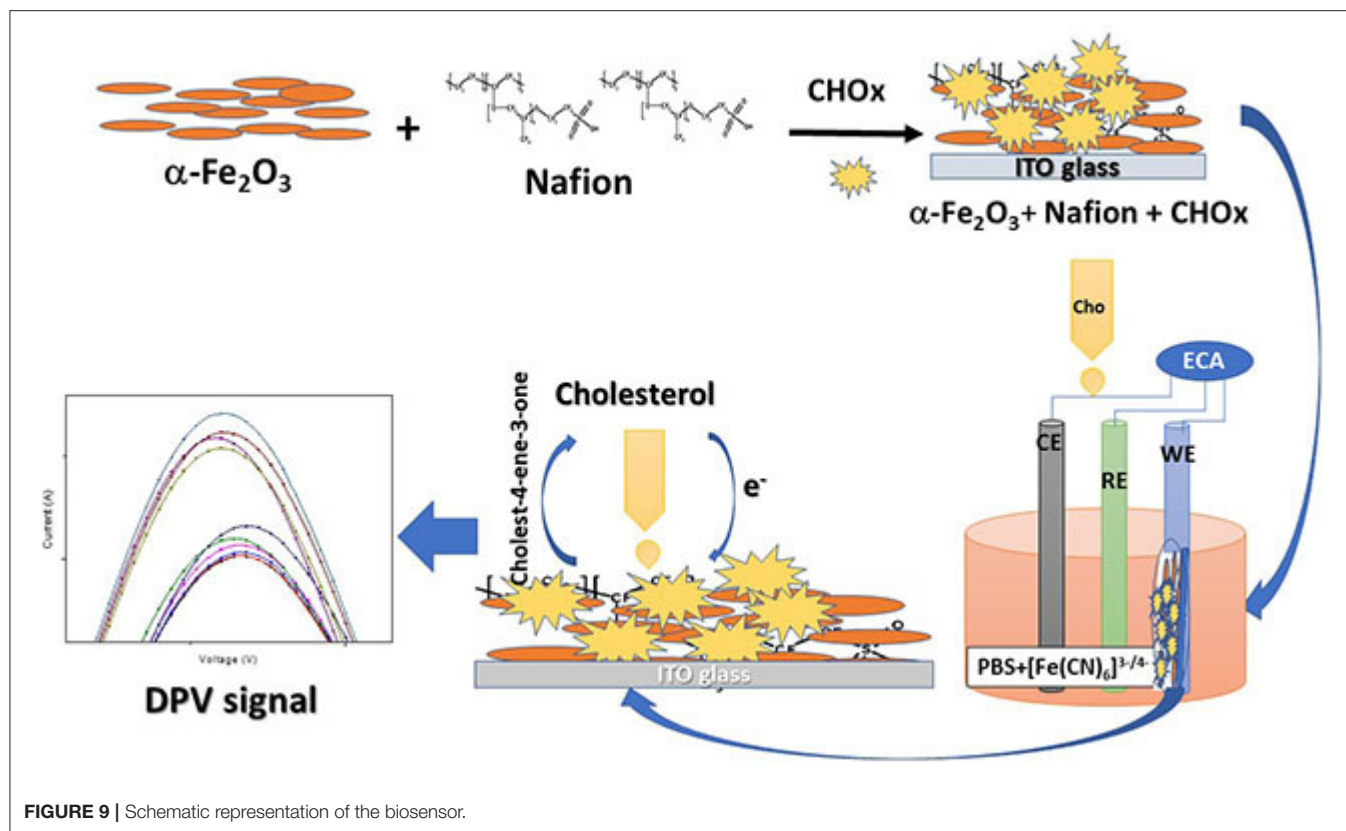 α-Fe₂O₃
+
Nafion
CHOx
ITO glass
α-Fe₂O₃+ Nafion + CHOx
Cho
ECA
CE
RE
WE
PBS+[Fe(CN)₆]³⁻/⁴⁻
Cholesterol
Cholest-4-ene-3-one
e⁻
ITO glass
Current (A)
Voltage (V)
DPV signal
FIGURE 9 | Schematic representation of the biosensor.